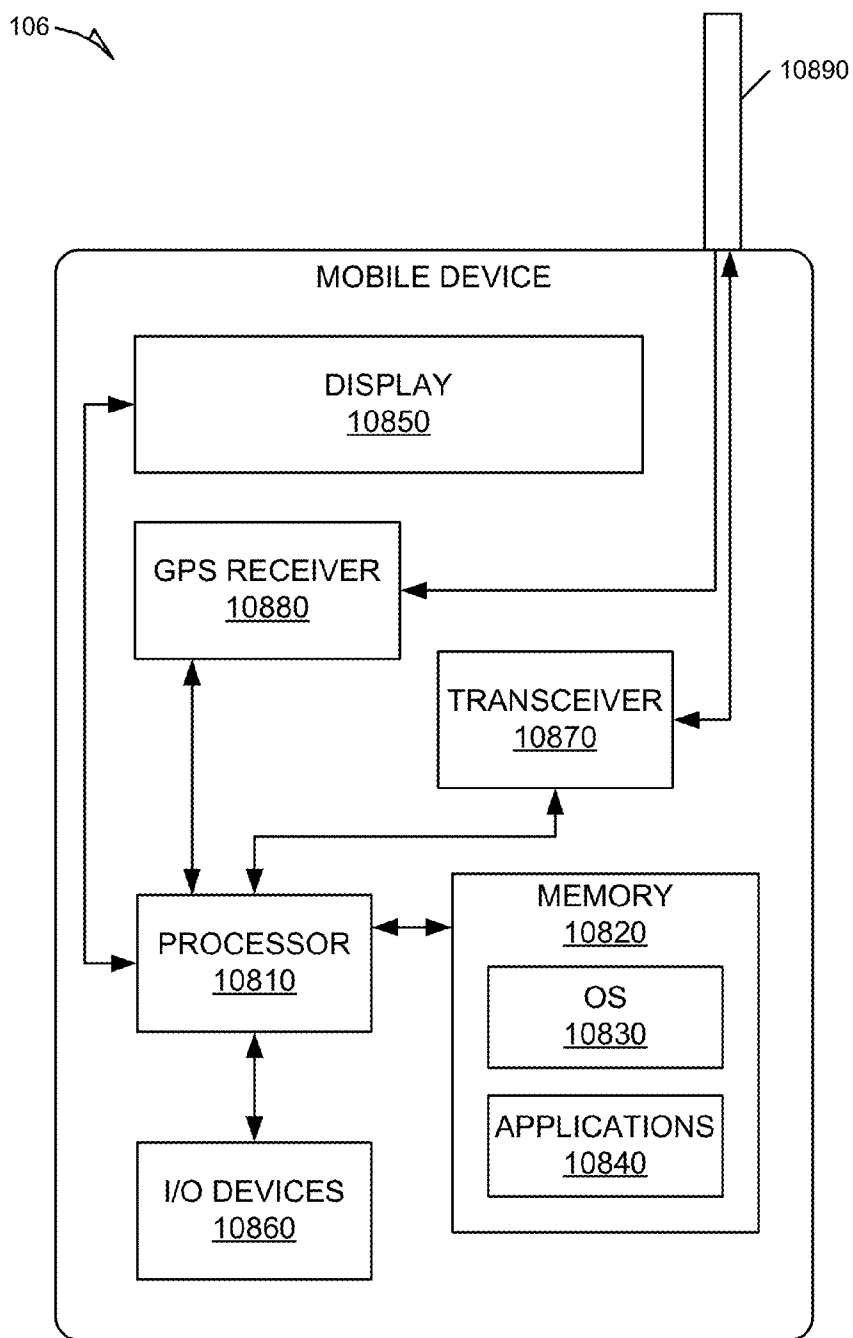 106
10890
MOBILE DEVICE
DISPLAY
10850
GPS RECEIVER
10880
TRANSCEIVER
10870
PROCESSOR
10810
MEMORY
10820
OS
10830
APPLICATIONS
10840
I/O DEVICES
10860